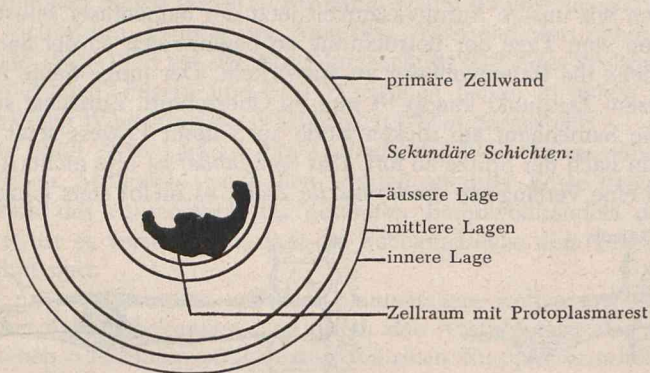 primäre Zellwand
Sekundäre Schichten:
äussere Lage
mittlere Lagen
innere Lage
Zellraum mit Protoplasmarest